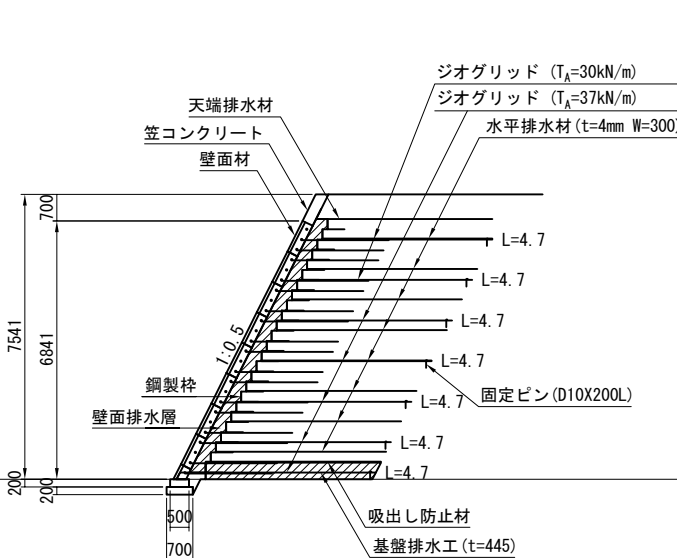 ジオグリッド (TA=30kN/m)
ジオグリッド (TA=37kN/m)
水平排水材(t=4mm W=300)
天端排水材
笠コンクリート
壁面材
700
7541
6841
1:0.5
L=4.7
L=4.7
L=4.7
L=4.7
L=4.7
L=4.7
L=4.7
鋼製枠
壁面排水層
固定ピン(D10X200L)
200
200
500
700
吸出し防止材
基盤排水工(t=445)